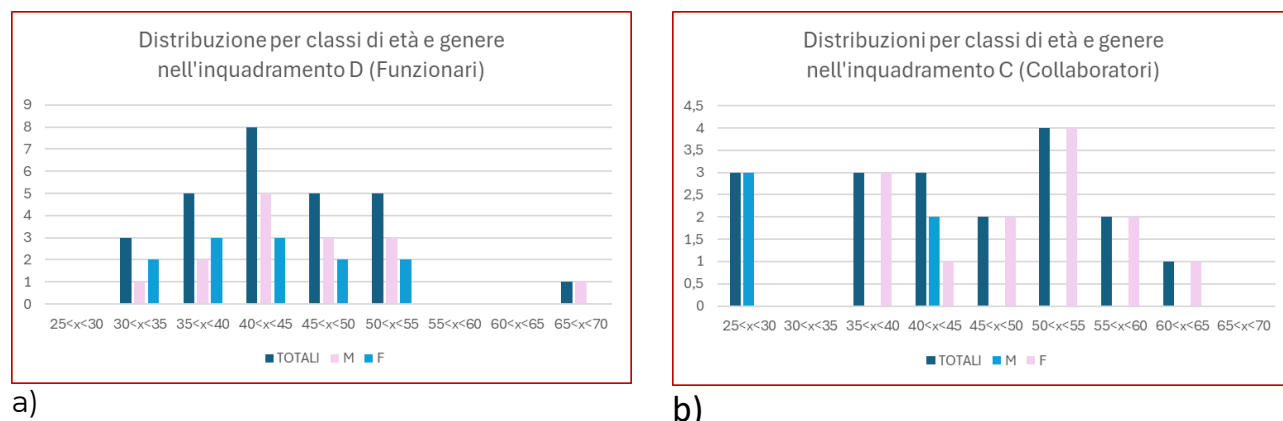 Distribuzione per classi di età e genere
nell'inquadramento D (Funzionari)
9
8
7
6
5
4
3
2
1
0
25<x<30 30<x<35 35<x<40 40<x<45 45<x<50 50<x<55 55<x<60 60<x<65 65<x<70
TOTALI M F
a)
Distribuzioni per classi di età e genere
nell'inquadramento C (Collaboratori)
4,5
4
3,5
3
2,5
2
1,5
1
0,5
0
25<x<30 30<x<35 35<x<40 40<x<45 45<x<50 50<x<55 55<x<60 60<x<65 65<x<70
TOTALI M F
b)